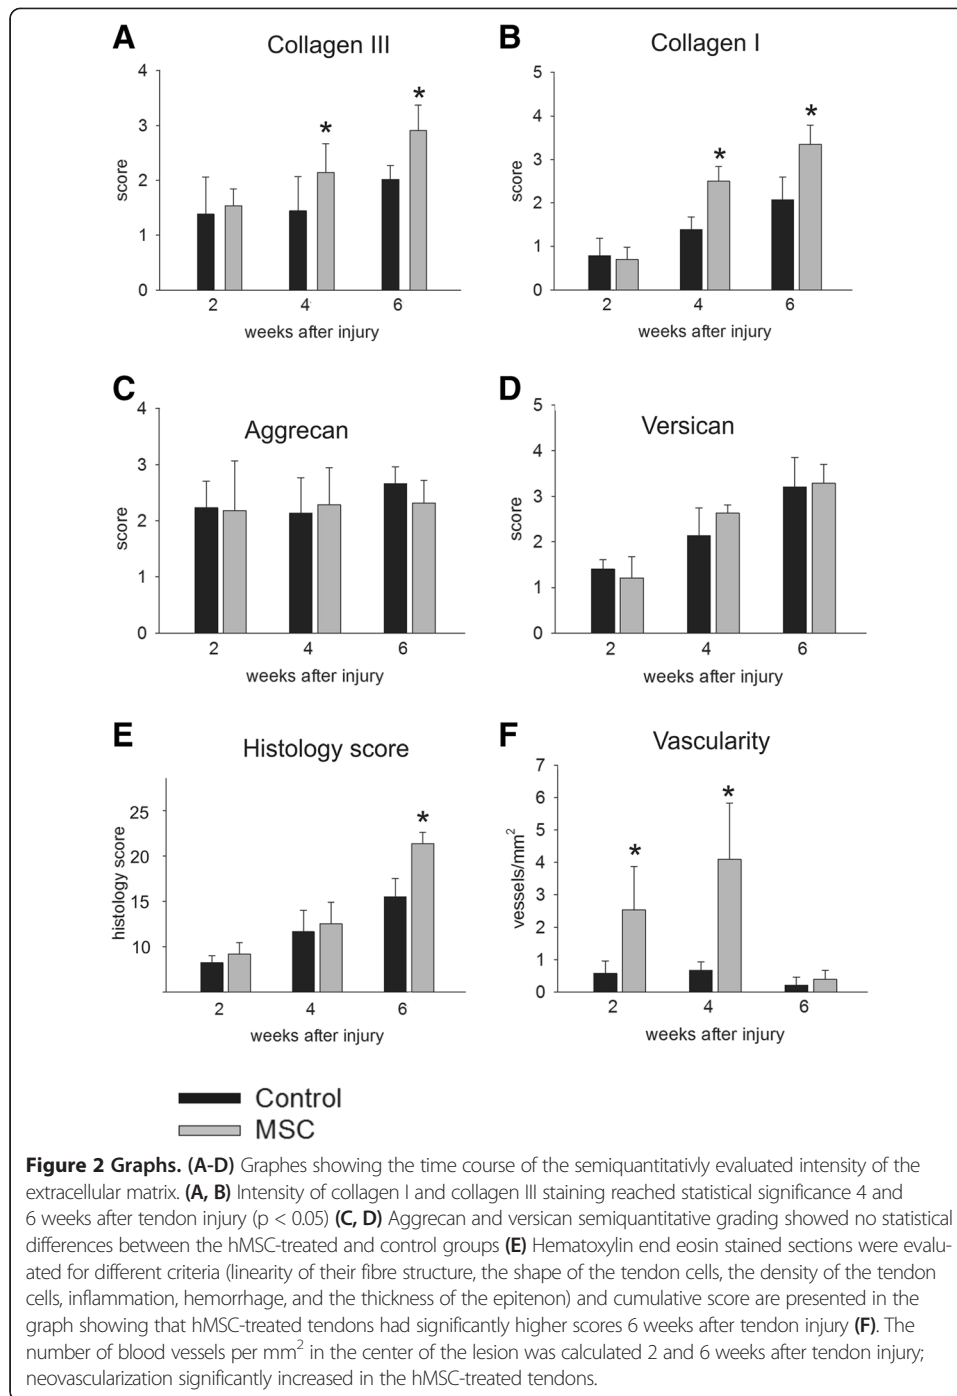 A
Collagen III
4
3
2
1
0
score
*
*
2
4
6
weeks after injury
B
Collagen I
5
4
3
2
1
0
score
*
*
2
4
6
weeks after injury
C
Aggrecan
4
3
2
1
0
score
2
4
6
weeks after injury
D
Versican
5
4
3
2
1
0
score
2
4
6
weeks after injury
E
Histology score
25
20
15
10
histology score
*
2
4
6
weeks after injury
F
Vascularity
7
6
5
4
3
2
1
0
vessels/mm²
*
*
2
4
6
weeks after injury
Control
MSC
Figure 2 Graphs. (A-D) Graphes showing the time course of the semiquantitativly evaluated intensity of the
extracellular matrix. (A, B) Intensity of collagen I and collagen III staining reached statistical significance 4 and
6 weeks after tendon injury (p < 0.05) (C, D) Aggrecan and versican semiquantitative grading showed no statistical
differences between the hMSC-treated and control groups (E) Hematoxylin end eosin stained sections were evalu-
ated for different criteria (linearity of their fibre structure, the shape of the tendon cells, the density of the tendon
cells, inflammation, hemorrhage, and the thickness of the epitenon) and cumulative score are presented in the
graph showing that hMSC-treated tendons had significantly higher scores 6 weeks after tendon injury (F). The
number of blood vessels per mm² in the center of the lesion was calculated 2 and 6 weeks after tendon injury;
neovascularization significantly increased in the hMSC-treated tendons.